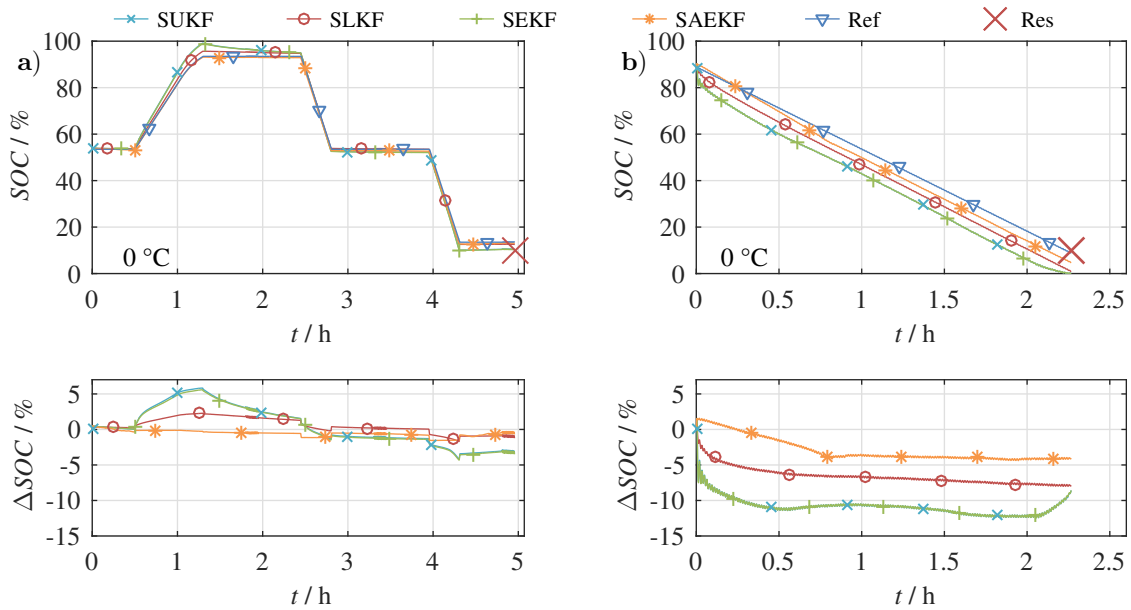 SUKF SLKF SEKF SAEKF Ref Res
a)
SOC / %
100
80
60
40
20
0
0 °C
0 1 2 3 4 5
t / h
b)
SOC / %
100
80
60
40
20
0
0 °C
0 0.5 1 1.5 2 2.5
t / h
ΔSOC / %
5
0
-5
-10
-15
0 1 2 3 4 5
t / h
ΔSOC / %
5
0
-5
-10
-15
0 0.5 1 1.5 2 2.5
t / h